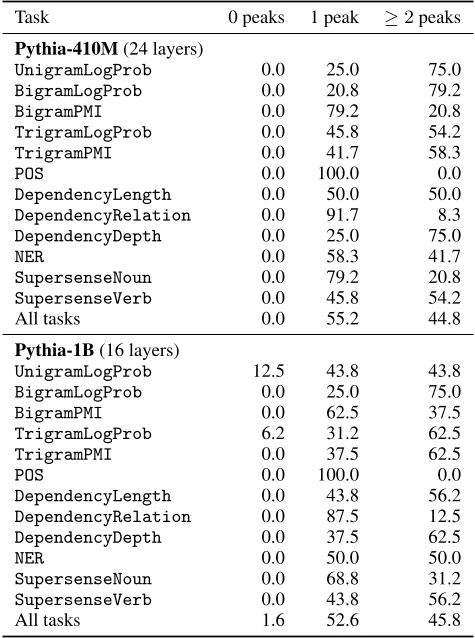 Task 0 peaks 1 peak ≥ 2 peaks
Pythia-410M (24 layers)
UnigramLogProb 0.0 25.0 75.0
BigramLogProb 0.0 20.8 79.2
BigramPMI 0.0 79.2 20.8
TrigramLogProb 0.0 45.8 54.2
TrigramPMI 0.0 41.7 58.3
POS 0.0 100.0 0.0
DependencyLength 0.0 50.0 50.0
DependencyRelation 0.0 91.7 8.3
DependencyDepth 0.0 25.0 75.0
NER 0.0 58.3 41.7
SupersenseNoun 0.0 79.2 20.8
SupersenseVerb 0.0 45.8 54.2
All tasks 0.0 55.2 44.8
Pythia-1B (16 layers)
UnigramLogProb 12.5 43.8 43.8
BigramLogProb 0.0 25.0 75.0
BigramPMI 0.0 62.5 37.5
TrigramLogProb 6.2 31.2 62.5
TrigramPMI 0.0 37.5 62.5
POS 0.0 100.0 0.0
DependencyLength 0.0 43.8 56.2
DependencyRelation 0.0 87.5 12.5
DependencyDepth 0.0 37.5 62.5
NER 0.0 50.0 50.0
SupersenseNoun 0.0 68.8 31.2
SupersenseVerb 0.0 43.8 56.2
All tasks 1.6 52.6 45.8